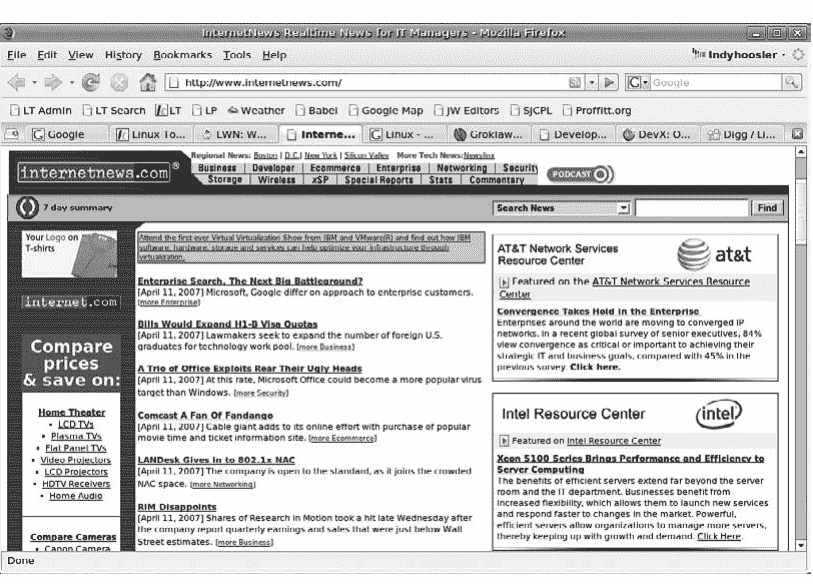 InternetNews Realtime News for IT Managers - Mozilla Firefox
File Edit View History Bookmarks Tools Help
Indyhoosler
http://www.internetnews.com/
Google
LT Admin LT Search LT LP Weather Babel Google Map JW Editors SJCPL Proffitt.org
Google Linux To... LWN: W... Interne... Linux - ... Groklaw... Develop... DevX: O... Digg / Li...
Regional News: Boston | D.C.| New York | Silicon Valley More Tech News: Newslinx
internetnews.com®
Business Developer Ecommerce Enterprise Networking Security
Storage Wireless xSP Special Reports Stats Commentary
PODCAST
7 day summary
Search News
Find
Your Logo on
T-shirts
internet.com
Compare
prices
& save on:
Home Theater
• LCD TVs
• Plasma TVs
• Flat Panel TVs
• Video Projectors
• LCD Projectors
• HDTV Receivers
• Home Audio
Compare Cameras
• Canon Camera
Attend the first ever Virtual Virtualization Show from IBM and VMware(R) and find out how IBM
software, hardware, storage and services can help optimize your infrastructure through
virtualization.
Enterprise Search, The Next Big Battleground?
[April 11, 2007] Microsoft, Google differ on approach to enterprise customers.
[more Enterprise]
Bills Would Expand H1-B Visa Quotas
[April 11, 2007] Lawmakers seek to expand the number of foreign U.S.
graduates for technology work pool. [more Business]
A Trio of Office Exploits Rear Their Ugly Heads
[April 11, 2007] At this rate, Microsoft Office could become a more popular virus
target than Windows. [more Security]
Comcast A Fan Of Fandango
[April 11, 2007] Cable giant adds to its online effort with purchase of popular
movie time and ticket information site. [more Ecommerce]
LANDesk Gives in to 802.1x NAC
[April 11, 2007] The company is open to the standard, as it joins the crowded
NAC space. [more Networking]
RIM Disappoints
[April 11, 2007] Shares of Research in Motion took a hit late Wednesday after
the company report quarterly earnings and sales that were just below Wall
Street estimates. [more Business]
AT&T Network Services
Resource Center
at&t
Featured on the AT&T Network Services Resource
Center
Convergence Takes Hold in the Enterprise
Enterprises around the world are moving to converged IP
networks. In a recent global survey of senior executives, 84%
view convergence as critical or important to achieving their
strategic IT and business goals, compared with 45% in the
previous survey. Click here.
Intel Resource Center
intel
Featured on Intel Resource Center
Xeon 5100 Series Brings Performance and Efficiency to
Server Computing
The benefits of efficient servers extend far beyond the server
room and the IT department. Businesses benefit from
increased flexibility, which allows them to launch new services
and respond faster to changes in the market. Powerful,
efficient servers allow organizations to manage more servers,
thereby keeping up with growth and demand. Click Here.
Done